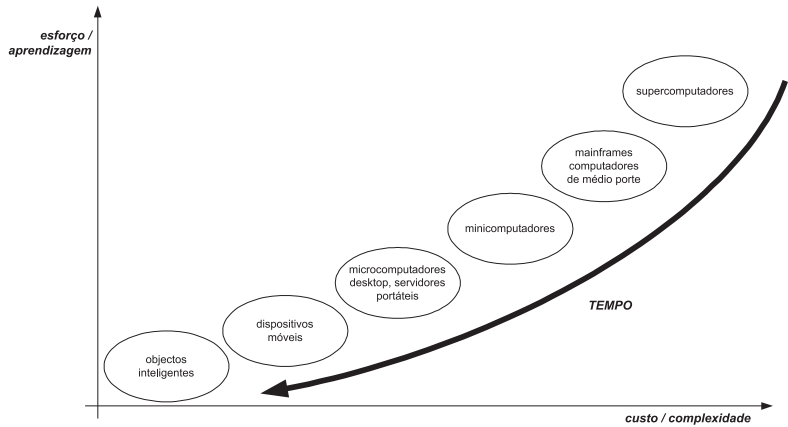 esforço /
aprendizagem
supercomputadores
mainframes
computadores
de médio porte
minicomputadores
microcomputadores
desktop, servidores
portáteis
TEMPO
dispositivos
móveis
objectos
inteligentes
custo / complexidade